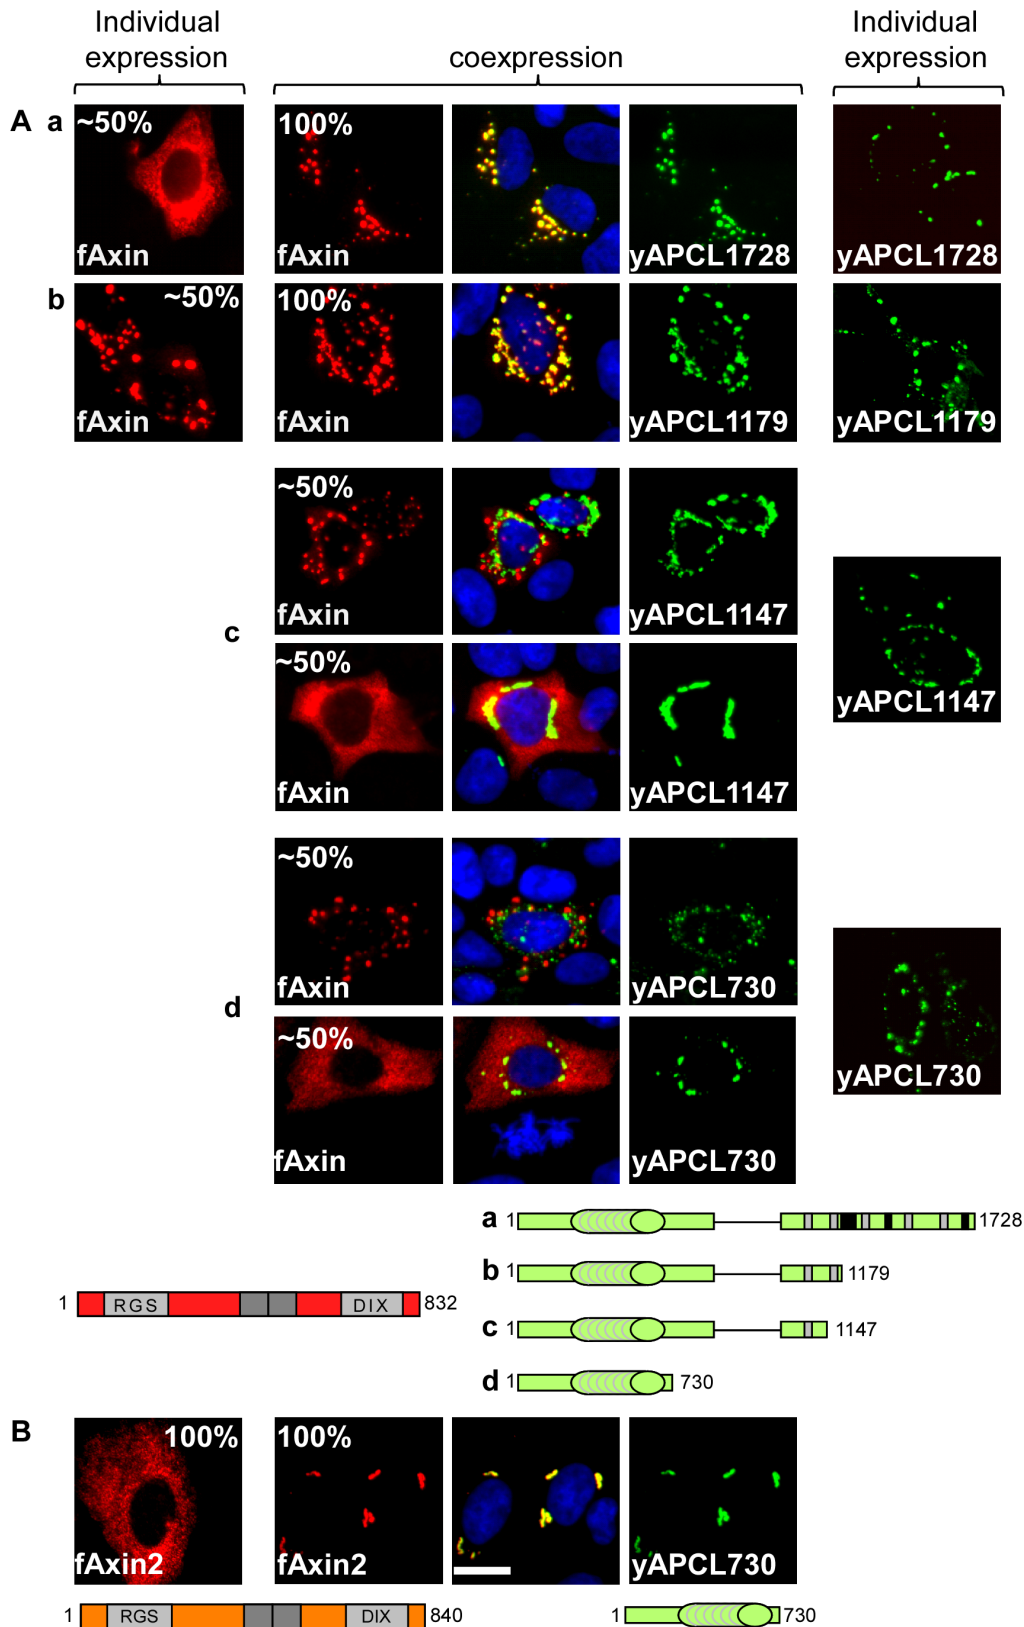 Individual expression
coexpression
Individual expression
A a
~50%
fAxin
100%
fAxin
yAPCL1728
yAPCL1728
b
~50%
fAxin
100%
fAxin
yAPCL1179
yAPCL1179
c
~50%
fAxin
yAPCL1147
~50%
fAxin
yAPCL1147
yAPCL1147
d
~50%
fAxin
yAPCL730
~50%
fAxin
yAPCL730
yAPCL730
1 RGS DIX 832
a 1 1728
b 1 1179
c 1 1147
d 1 730
B
100%
fAxin2
100%
fAxin2
yAPCL730
1 RGS DIX 840
1 730